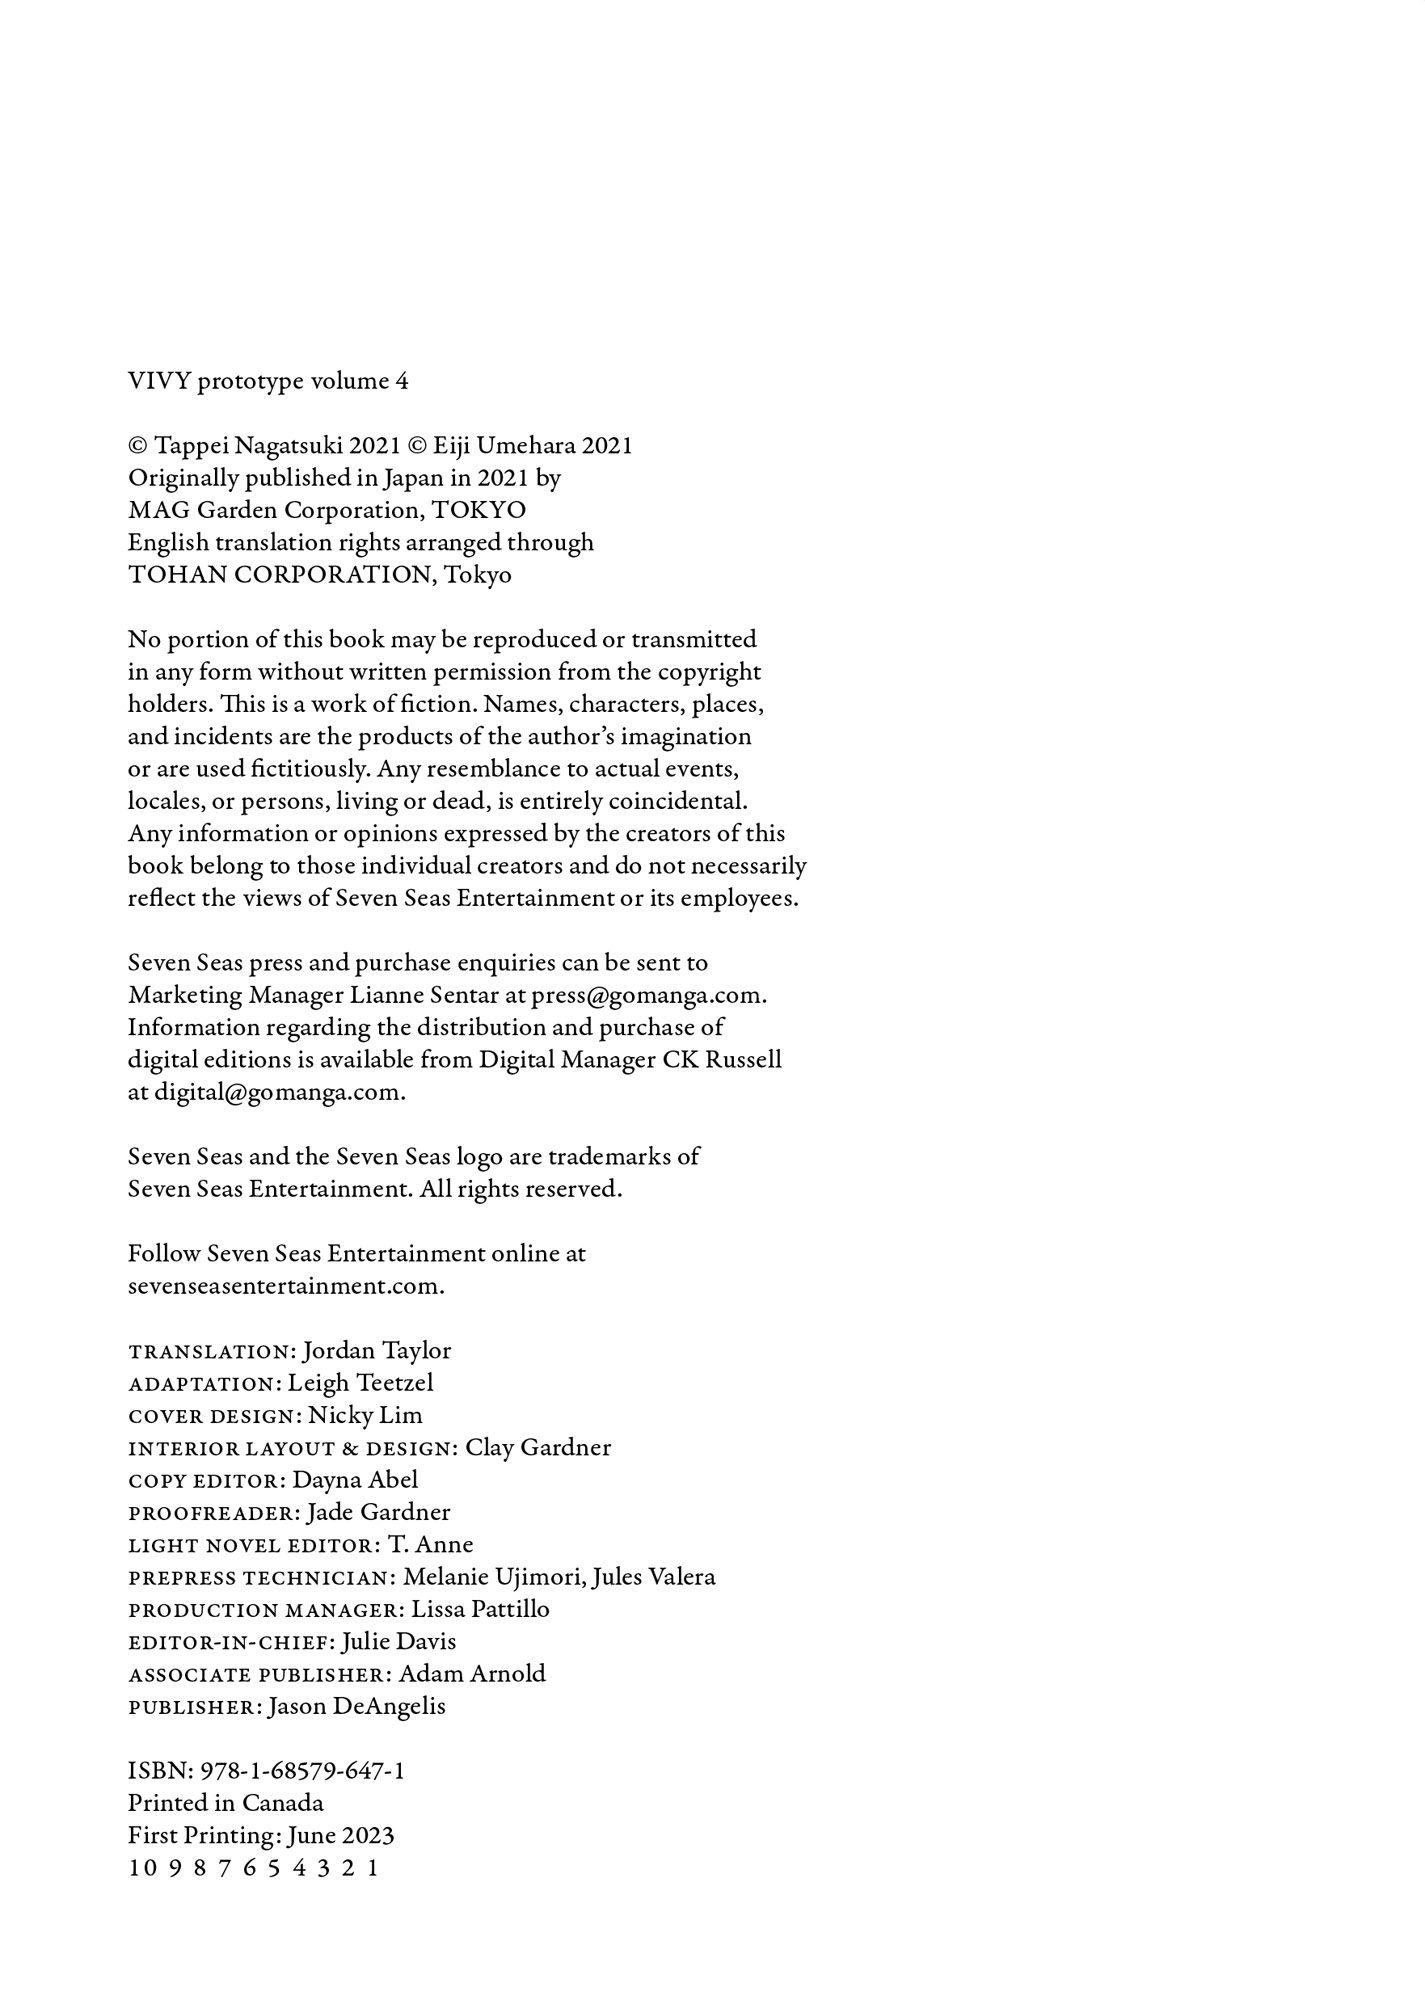 VIVY prototype volume 4
© Tappei Nagatsuki 2021 © Eiji Umehara 2021
Originally published in Japan in 2021 by
MAG Garden Corporation, TOKYO
English translation rights arranged through
TOHAN CORPORATION, Tokyo
No portion of this book may be reproduced or transmitted
in any form without written permission from the copyright
holders. This is a work of fiction. Names, characters, places,
and incidents are the products of the author’s imagination
or are used fictitiously. Any resemblance to actual events,
locales, or persons, living or dead, is entirely coincidental.
Any information or opinions expressed by the creators of this
book belong to those individual creators and do not necessarily
reflect the views of Seven Seas Entertainment or its employees.
Seven Seas press and purchase enquiries can be sent to
Marketing Manager Lianne Sentar at press@gomanga.com.
Information regarding the distribution and purchase of
digital editions is available from Digital Manager CK Russell
at digital@gomanga.com.
Seven Seas and the Seven Seas logo are trademarks of
Seven Seas Entertainment. All rights reserved.
Follow Seven Seas Entertainment online at
sevenseasentertainment.com.
TRANSLATION: Jordan Taylor
ADAPTATION: Leigh Teetzel
COVER DESIGN: Nicky Lim
INTERIOR LAYOUT & DESIGN: Clay Gardner
COPY EDITOR: Dayna Abel
PROOFREADER: Jade Gardner
LIGHT NOVEL EDITOR: T. Anne
PREPRESS TECHNICIAN: Melanie Ujimori, Jules Valera
PRODUCTION MANAGER: Lissa Pattillo
EDITOR-IN-CHIEF: Julie Davis
ASSOCIATE PUBLISHER: Adam Arnold
PUBLISHER: Jason DeAngelis
ISBN: 978-1-68579-647-1
Printed in Canada
First Printing: June 2023
10 9 8 7 6 5 4 3 2 1